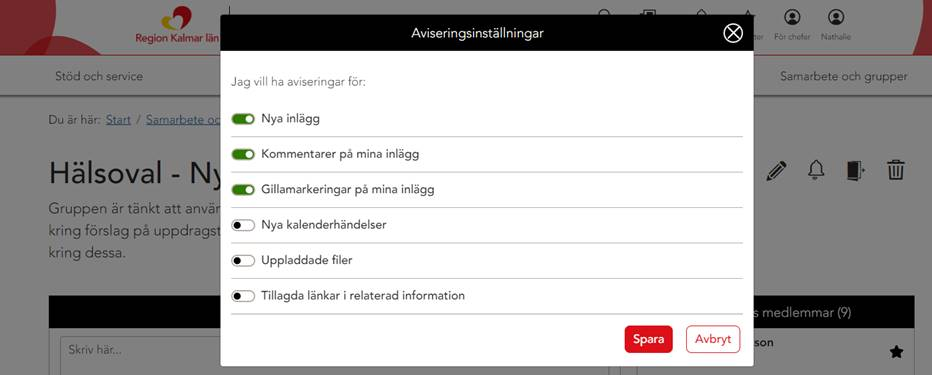 Region Kalmar län
För chefer
Nathalie
Aviseringsinställningar
Stöd och service
Samarbete och grupper
Jag vill ha aviseringar för:
Du är här: Start / Samarbete oc
Nya inlägg
Kommentarer på mina inlägg
Hälsoval - Ny
Gillamarkeringar på mina inlägg
Gruppen är tänkt att använ
Nya kalenderhändelser
kring förslag på uppdragst
kring dessa.
Uppladdade filer
Tillagda länkar i relaterad information
s medlemmar (9)
Spara
Avbryt
son
Skriv här...